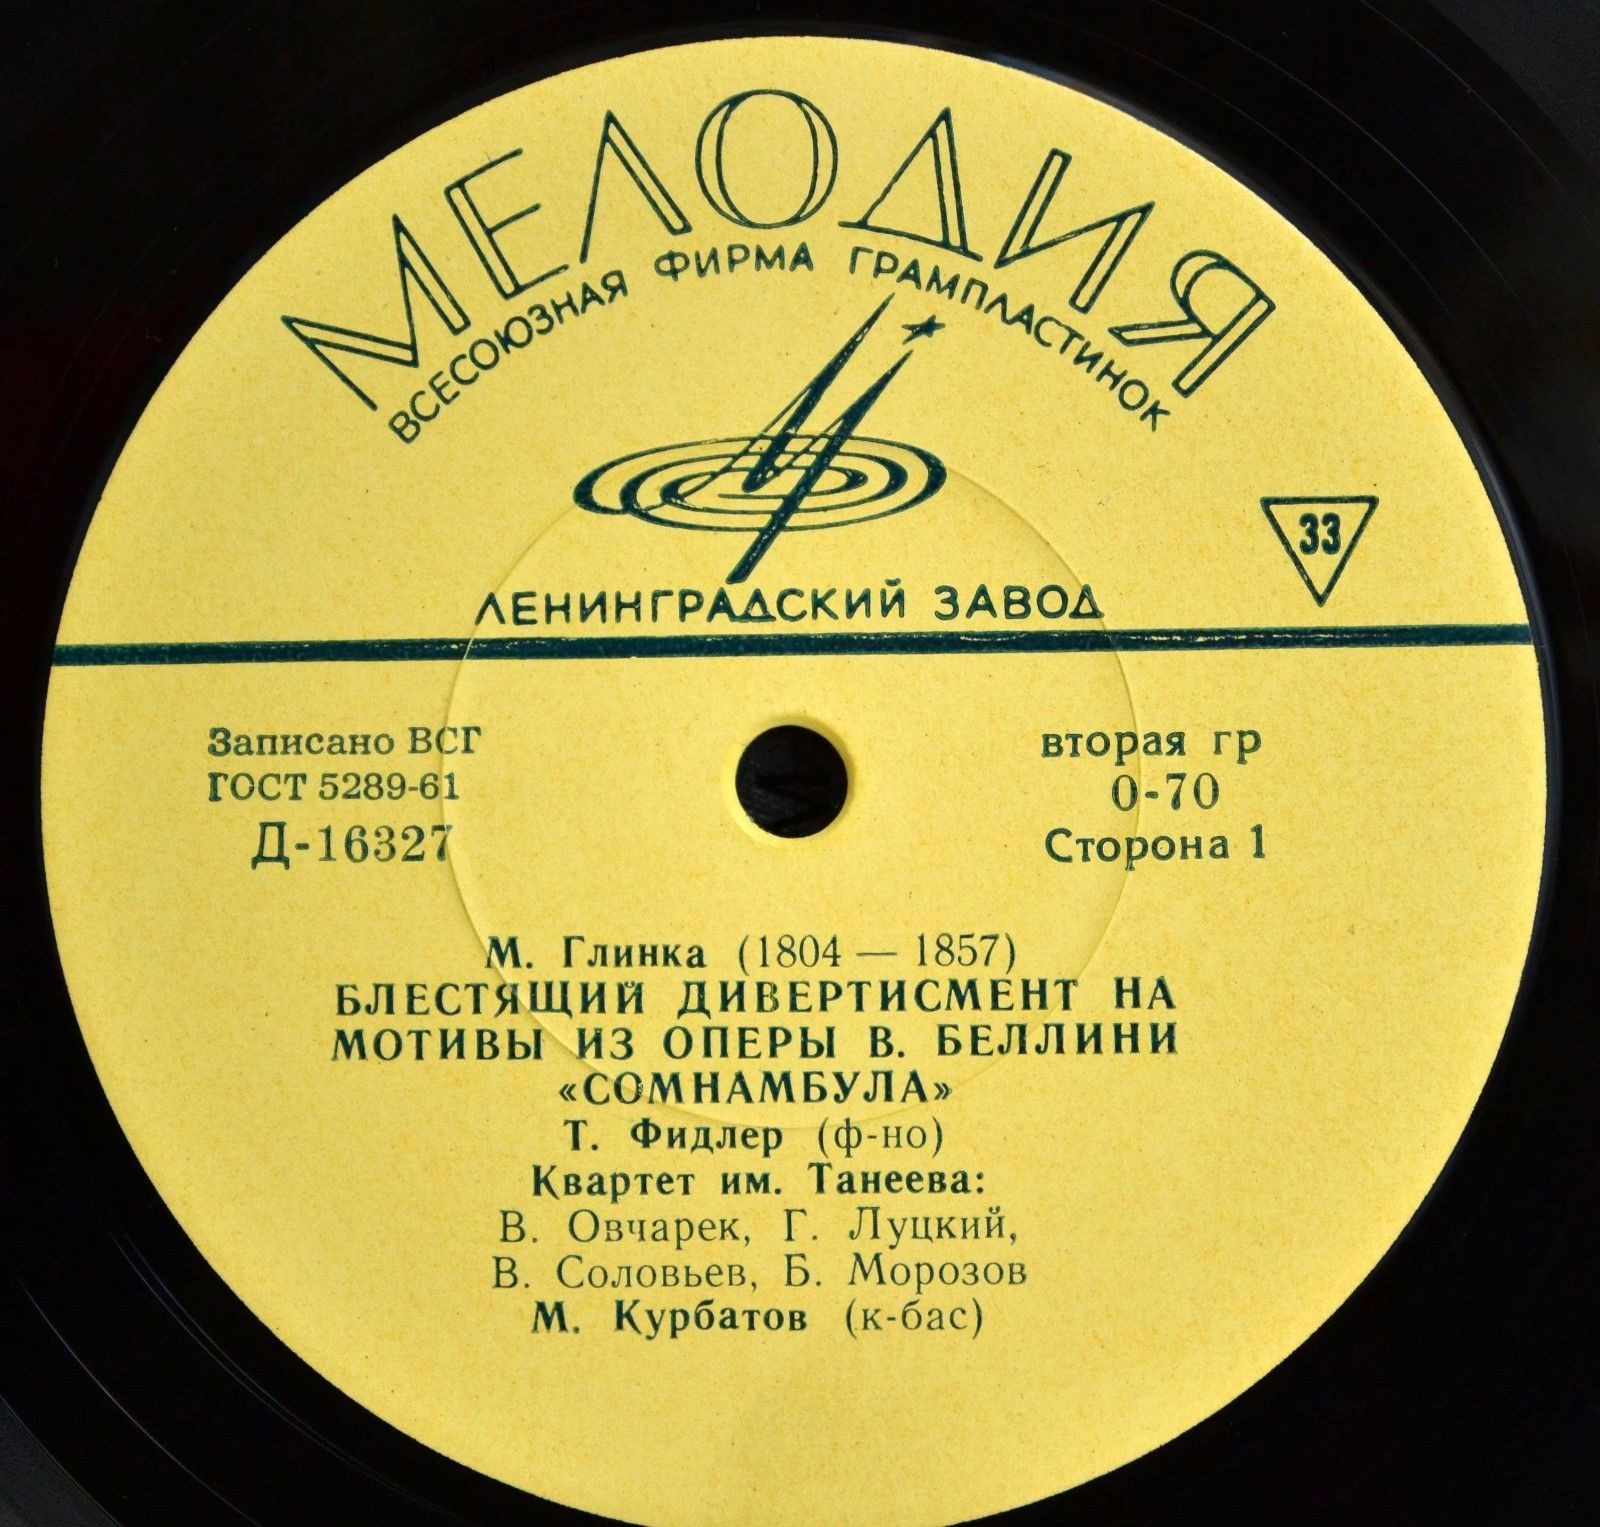 МЕЛОДИЯ
ВСЕСОЮЗНАЯ ФИРМА ГРАМПЛАСТИНОК
33
ЛЕНИНГРАДСКИЙ ЗАВОД
Записано ВСГ
ГОСТ 5289-61
Д-16327
вторая гр
0-70
Сторона 1
М. Глинка (1804 — 1857)
БЛЕСТЯЩИЙ ДИВЕРТИСМЕНТ НА
МОТИВЫ ИЗ ОПЕРЫ В. БЕЛЛИНИ
«СОМНАМБУЛА»
Т. Фидлер (ф-но)
Квартет им. Танеева:
В. Овчарек, Г. Луцкий,
В. Соловьев, Б. Морозов
М. Курбатов (к-бас)